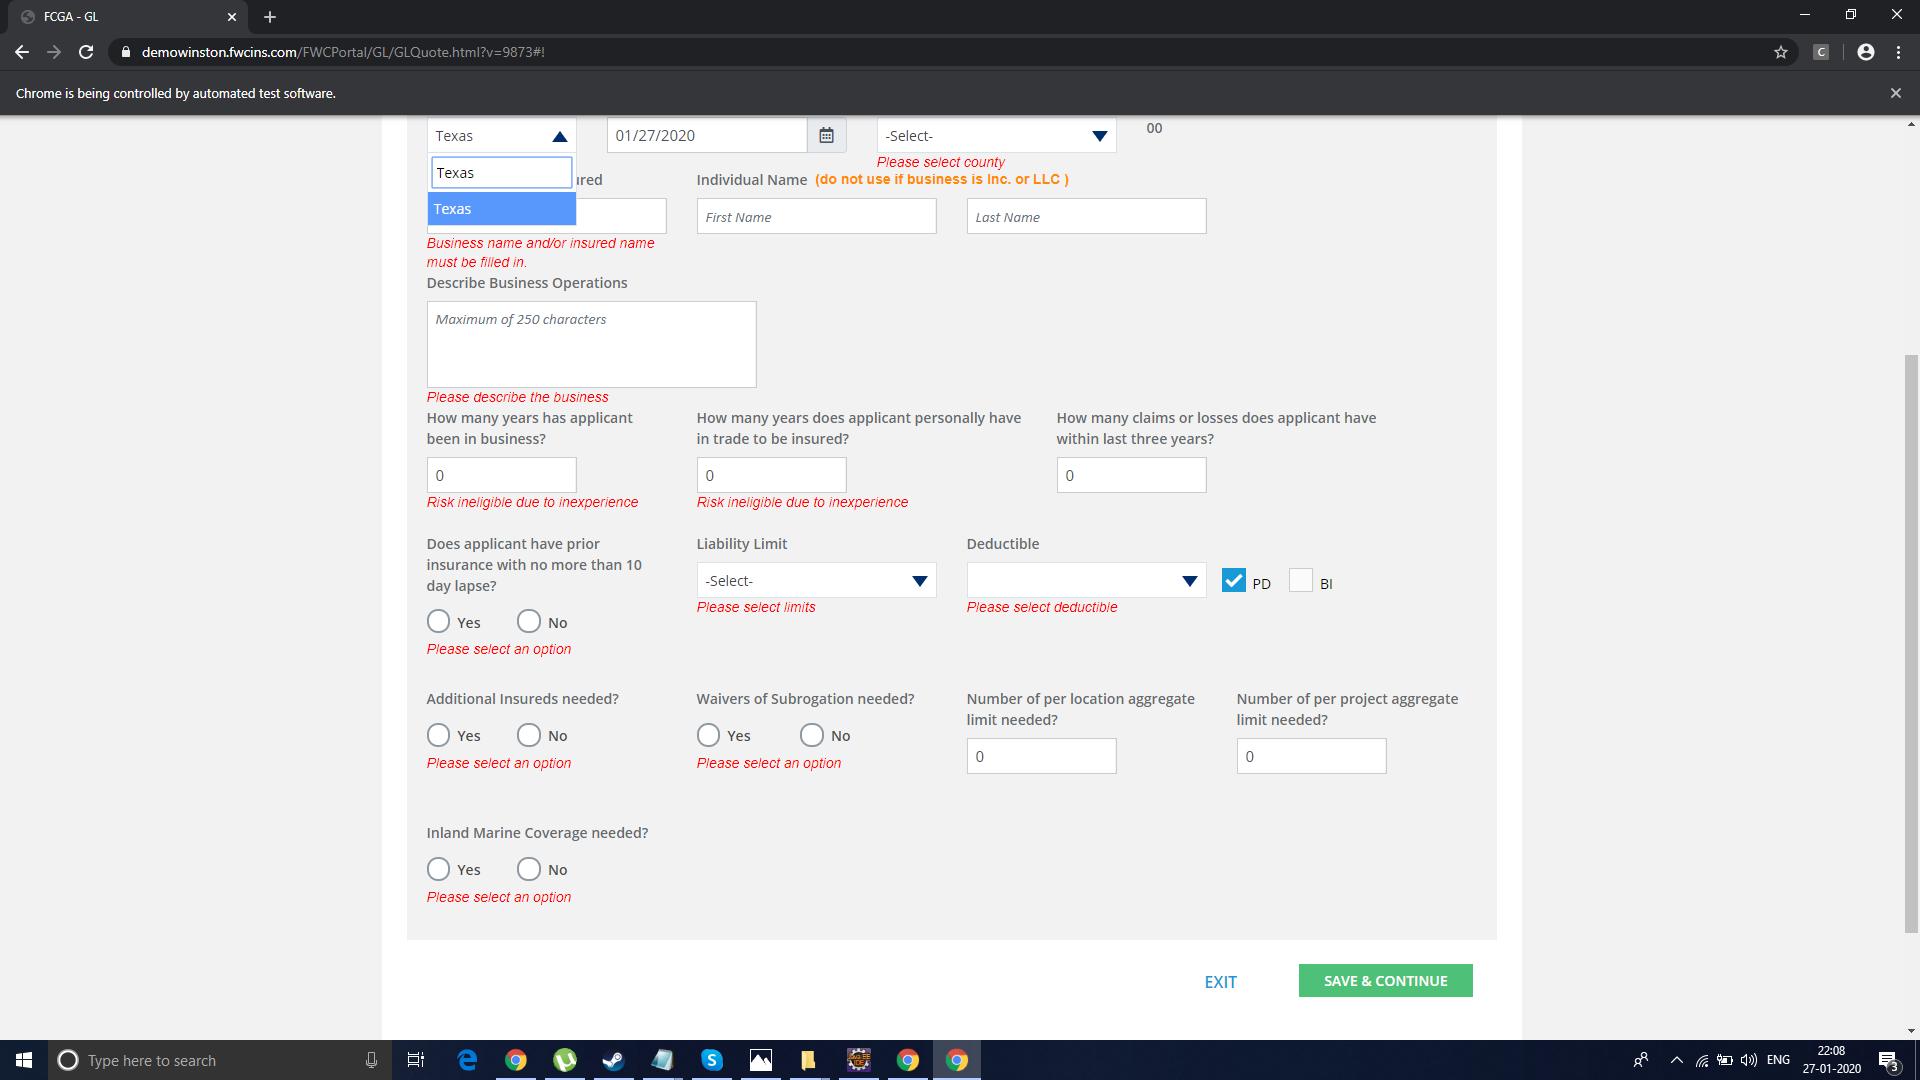 FCGA - GL
demowinston.fwcins.com/FWCPortal/GL/GLQuote.html?v=9873#!
C
Chrome is being controlled by automated test software.
Texas
01/27/2020
-Select-
00
Please select county
Texas
Texas
ured
Individual Name (do not use if business is Inc. or LLC )
First Name
Last Name
Business name and/or insured name
must be filled in.
Describe Business Operations
Maximum of 250 characters
Please describe the business
How many years has applicant
been in business?
0
Risk ineligible due to inexperience
How many years does applicant personally have
in trade to be insured?
0
Risk ineligible due to inexperience
How many claims or losses does applicant have
within last three years?
0
Does applicant have prior
insurance with no more than 10
day lapse?
Yes No
Please select an option
Liability Limit
-Select-
Please select limits
Deductible
PD BI
Please select deductible
Additional Insureds needed?
Yes No
Please select an option
Waivers of Subrogation needed?
Yes No
Please select an option
Number of per location aggregate
limit needed?
0
Number of per project aggregate
limit needed?
0
Inland Marine Coverage needed?
Yes No
Please select an option
EXIT
SAVE & CONTINUE
Type here to search
ENG
22:08
27-01-2020
3